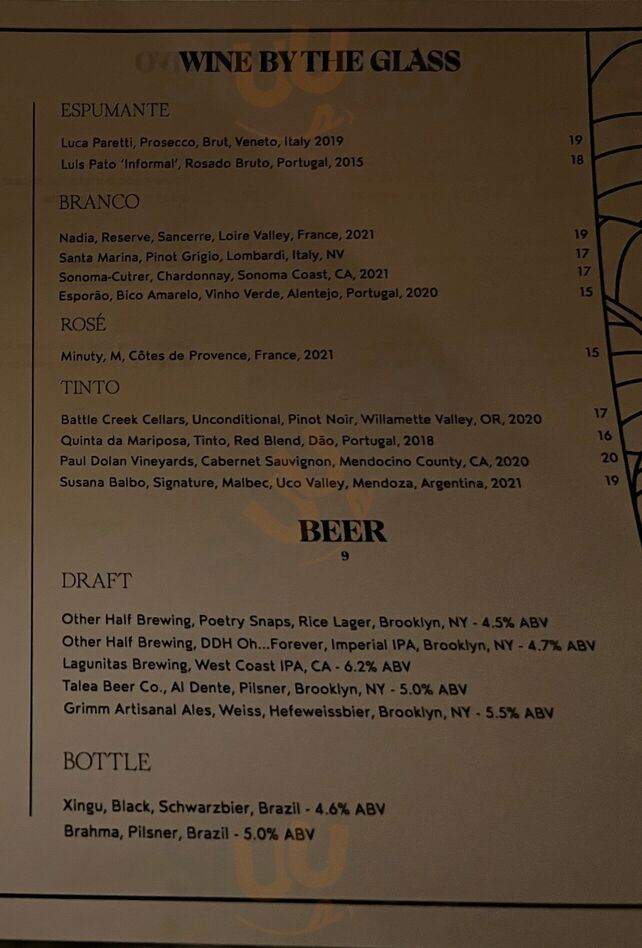 WINE BY THE GLASS
ESPUMANTE
Luca Paretti, Prosecco, Brut, Veneto, Italy 2019 19
Luis Pato ‘Informal’, Rosado Bruto, Portugal, 2015 18
BRANCO
Nadia, Reserve, Sancerre, Loire Valley, France, 2021 19
Santa Marina, Pinot Grigio, Lombardi, Italy, NV 17
Sonoma-Cutrer, Chardonnay, Sonoma Coast, CA, 2021 17
Esporão, Bico Amarelo, Vinho Verde, Alentejo, Portugal, 2020 15
ROSÉ
Minuty, M, Côtes de Provence, France, 2021 15
TINTO
Battle Creek Cellars, Unconditional, Pinot Noir, Willamette Valley, OR, 2020 17
Quinta da Mariposa, Tinto, Red Blend, Dão, Portugal, 2018 16
Paul Dolan Vineyards, Cabernet Sauvignon, Mendocino County, CA, 2020 20
Susana Balbo, Signature, Malbec, Uco Valley, Mendoza, Argentina, 2021 19
BEER
9
DRAFT
Other Half Brewing, Poetry Snaps, Rice Lager, Brooklyn, NY - 4.5% ABV
Other Half Brewing, DDH Oh...Forever, Imperial IPA, Brooklyn, NY - 4.7% ABV
Lagunitas Brewing, West Coast IPA, CA - 6.2% ABV
Talea Beer Co., Al Dente, Pilsner, Brooklyn, NY - 5.0% ABV
Grimm Artisanal Ales, Weiss, Hefeweissbier, Brooklyn, NY - 5.5% ABV
BOTTLE
Xingu, Black, Schwarzbier, Brazil - 4.6% ABV
Brahma, Pilsner, Brazil - 5.0% ABV